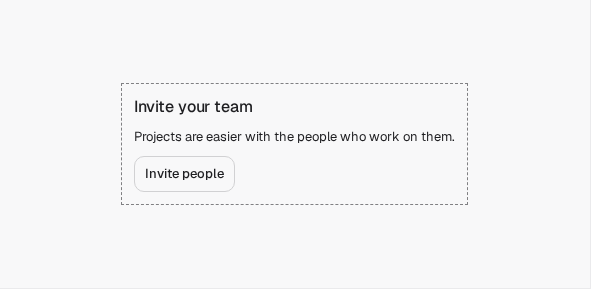 Invite your team
Projects are easier with the people who work on them.
Invite people